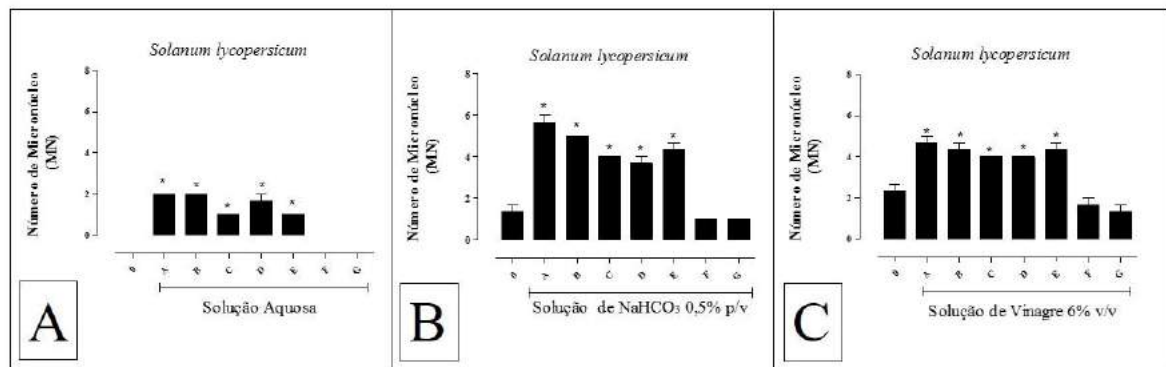 Solanum lycopersicum
Número de Micronúcleo
(MN)
8
6
4
2
0
*
*
*
*
*
0 A B C D E F G
Solução Aquosa
A
Solanum lycopersicum
Número de Micronúcleo
(MN)
8
6
4
2
0
*
*
*
*
*
0 A B C D E F G
Solução de NaHCO₃ 0,5% p/v
B
Solanum lycopersicum
Número de Micronúcleo
(MN)
8
6
4
2
0
*
*
*
*
*
0 A B C D E F G
Solução de Vinagre 6% v/v
C